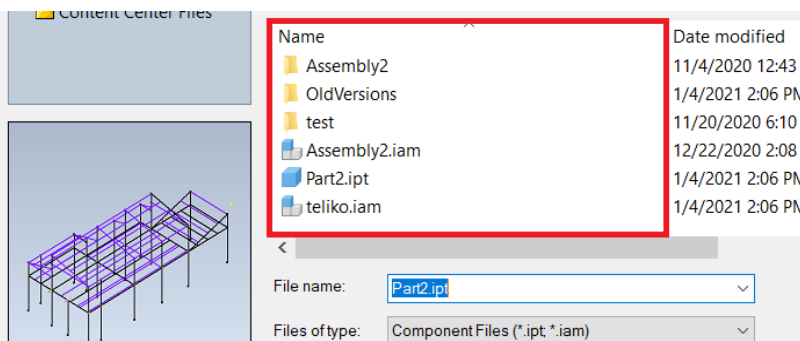 Content Center Files
Name Date modified
Assembly2 11/4/2020 12:43
OldVersions 1/4/2021 2:06 PM
test 11/20/2020 6:10
Assembly2.iam 12/22/2020 2:08
Part2.ipt 1/4/2021 2:06 PM
teliko.iam 1/4/2021 2:06 PM
File name: Part2.ipt
Files of type: Component Files (*.ipt; *.iam)